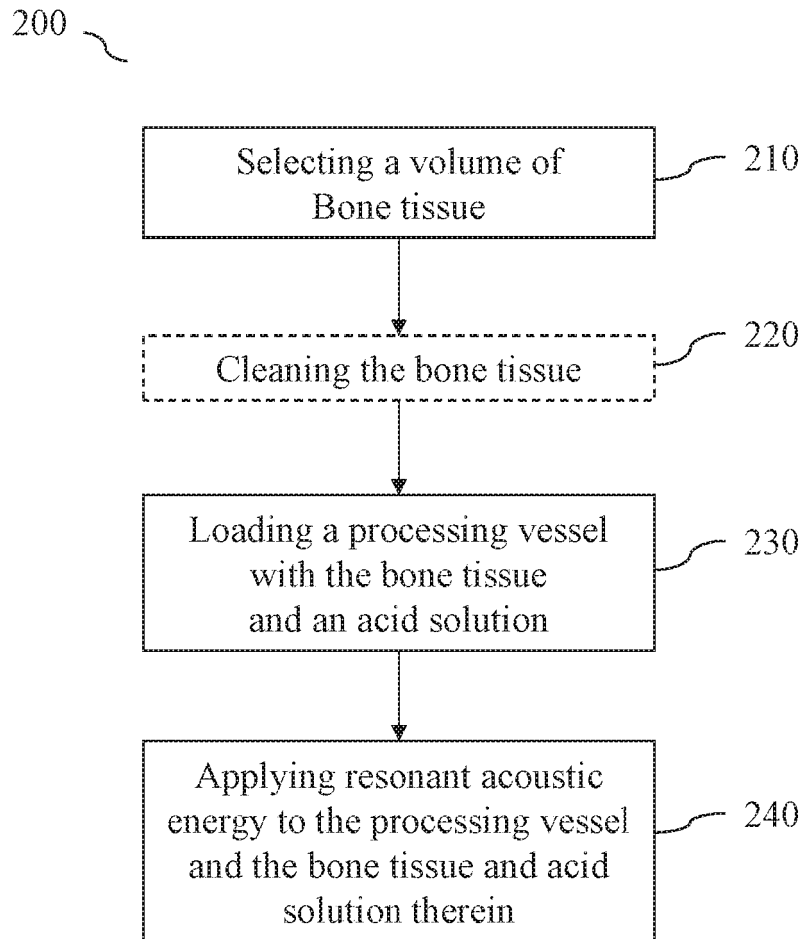 200
Selecting a volume of
Bone tissue
210
Cleaning the bone tissue
220
Loading a processing vessel
with the bone tissue
and an acid solution
230
Applying resonant acoustic
energy to the processing vessel
and the bone tissue and acid
solution therein
240